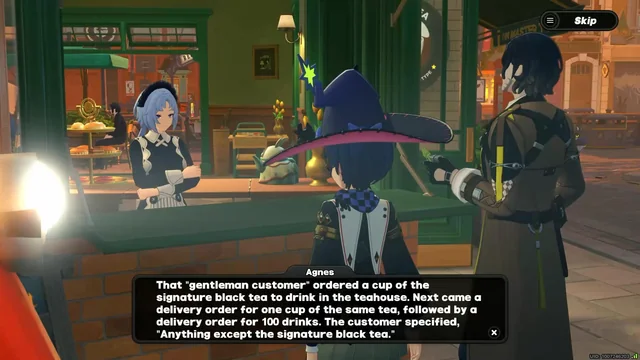 Skip
TYPE
Agnes
That "gentleman customer" ordered a cup of the
signature black tea to drink in the teahouse. Next came a
delivery order for one cup of the same tea, followed by a
delivery order for 100 drinks. The customer specified,
"Anything except the signature black tea."